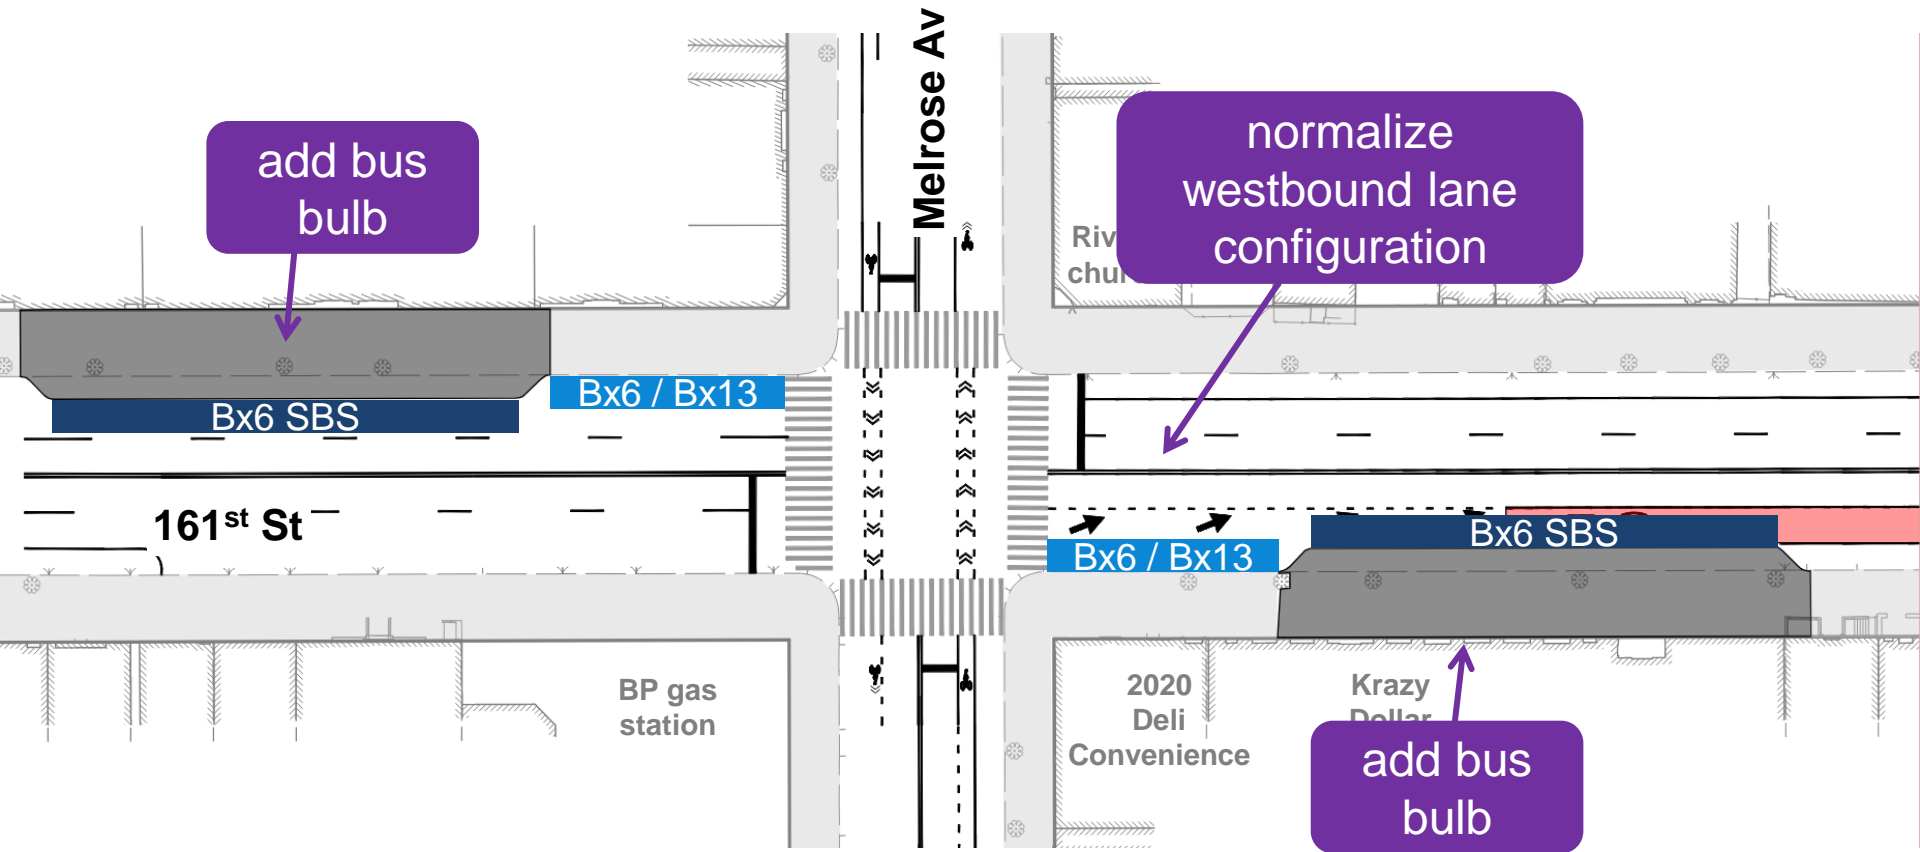 Melrose Av
add bus
bulb
normalize
westbound lane
configuration
Bx6 / Bx13
Bx6 SBS
161st St
Bx6 SBS
Bx6 / Bx13
BP gas
station
2020
Deli
Convenience
Krazy
Dollar
add bus
bulb